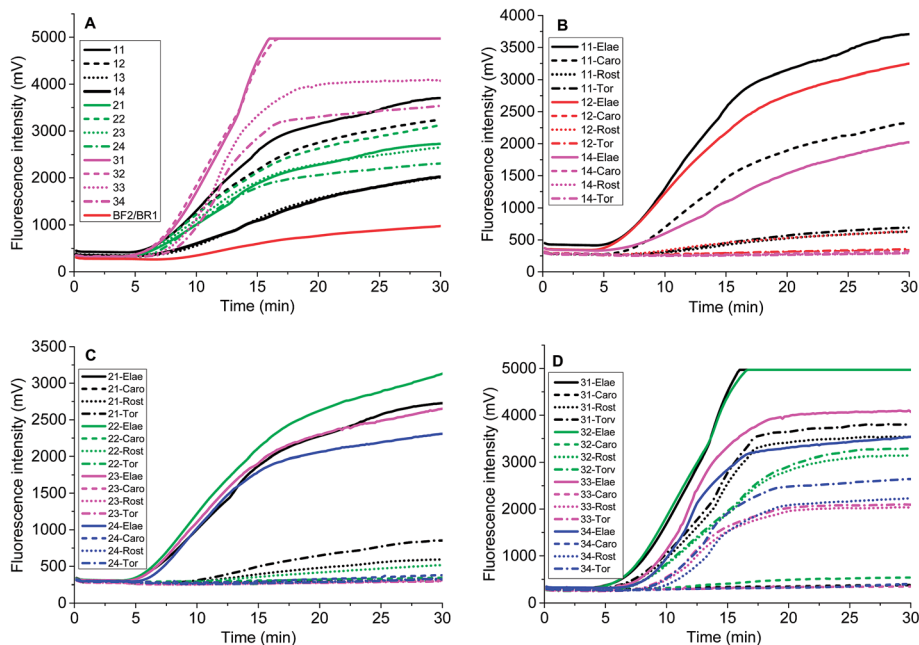 A
Fluorescence intensity (mV)
5000
4000
3000
2000
1000
0
11
12
13
14
21
22
23
24
31
32
33
34
BF2/BR1
0 5 10 15 20 25 30
Time (min)
B
Fluorescence intensity (mV)
4000
3500
3000
2500
2000
1500
1000
500
0
11-Elae
11-Caro
11-Rost
11-Tor
12-Elae
12-Caro
12-Rost
12-Tor
14-Elae
14-Caro
14-Rost
14-Tor
0 5 10 15 20 25 30
Time (min)
C
Fluorescence intensity (mV)
3500
3000
2500
2000
1500
1000
500
0
21-Elae
21-Caro
21-Rost
21-Tor
22-Elae
22-Caro
22-Rost
22-Tor
23-Elae
23-Caro
23-Rost
23-Tor
24-Elae
24-Caro
24-Rost
24-Tor
0 5 10 15 20 25 30
Time (min)
D
Fluorescence intensity (mV)
5000
4000
3000
2000
1000
0
31-Elae
31-Caro
31-Rost
31-Torv
32-Elae
32-Caro
32-Rost
32-Torv
33-Elae
33-Caro
33-Rost
33-Tor
34-Elae
34-Caro
34-Rost
34-Tor
0 5 10 15 20 25 30
Time (min)